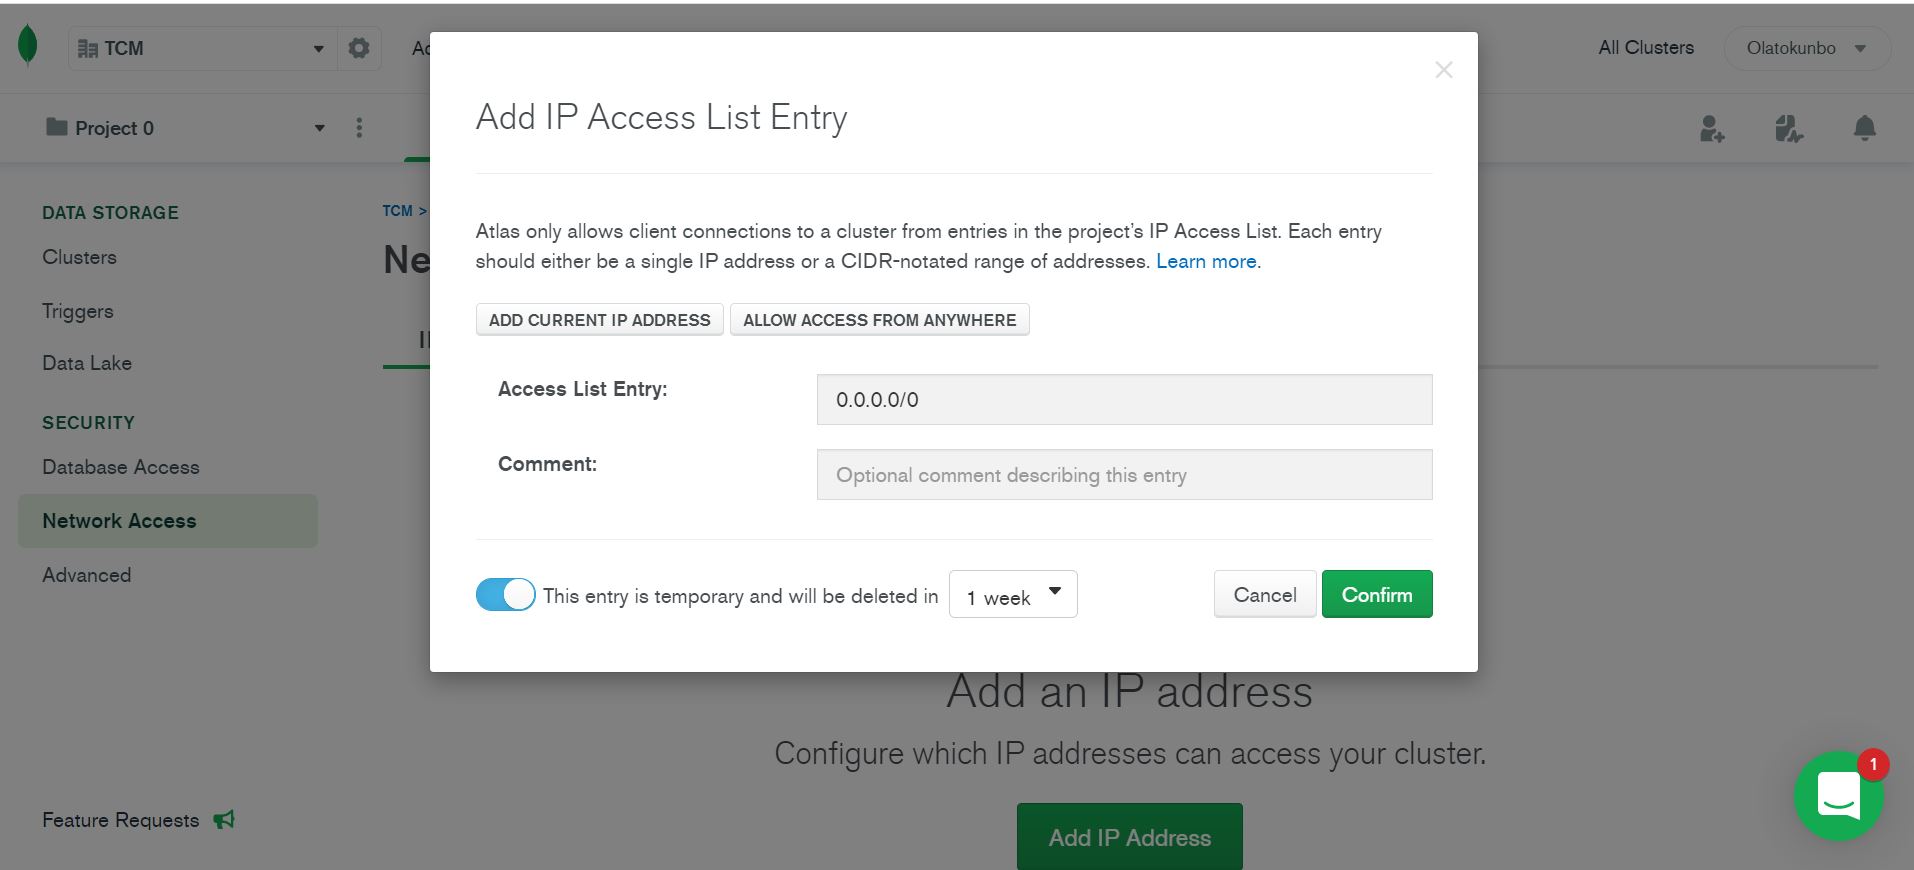 TCM
Ac
All Clusters
Olatokunbo
Project 0
DATA STORAGE
Clusters
Triggers
Data Lake
SECURITY
Database Access
Network Access
Advanced
Feature Requests
TCM >
Ne
Add IP Access List Entry
Atlas only allows client connections to a cluster from entries in the project's IP Access List. Each entry
should either be a single IP address or a CIDR-notated range of addresses. Learn more.
ADD CURRENT IP ADDRESS
ALLOW ACCESS FROM ANYWHERE
Access List Entry:
0.0.0.0/0
Comment:
Optional comment describing this entry
This entry is temporary and will be deleted in
1 week
Cancel
Confirm
Add an IP address
Configure which IP addresses can access your cluster.
Add IP Address
1